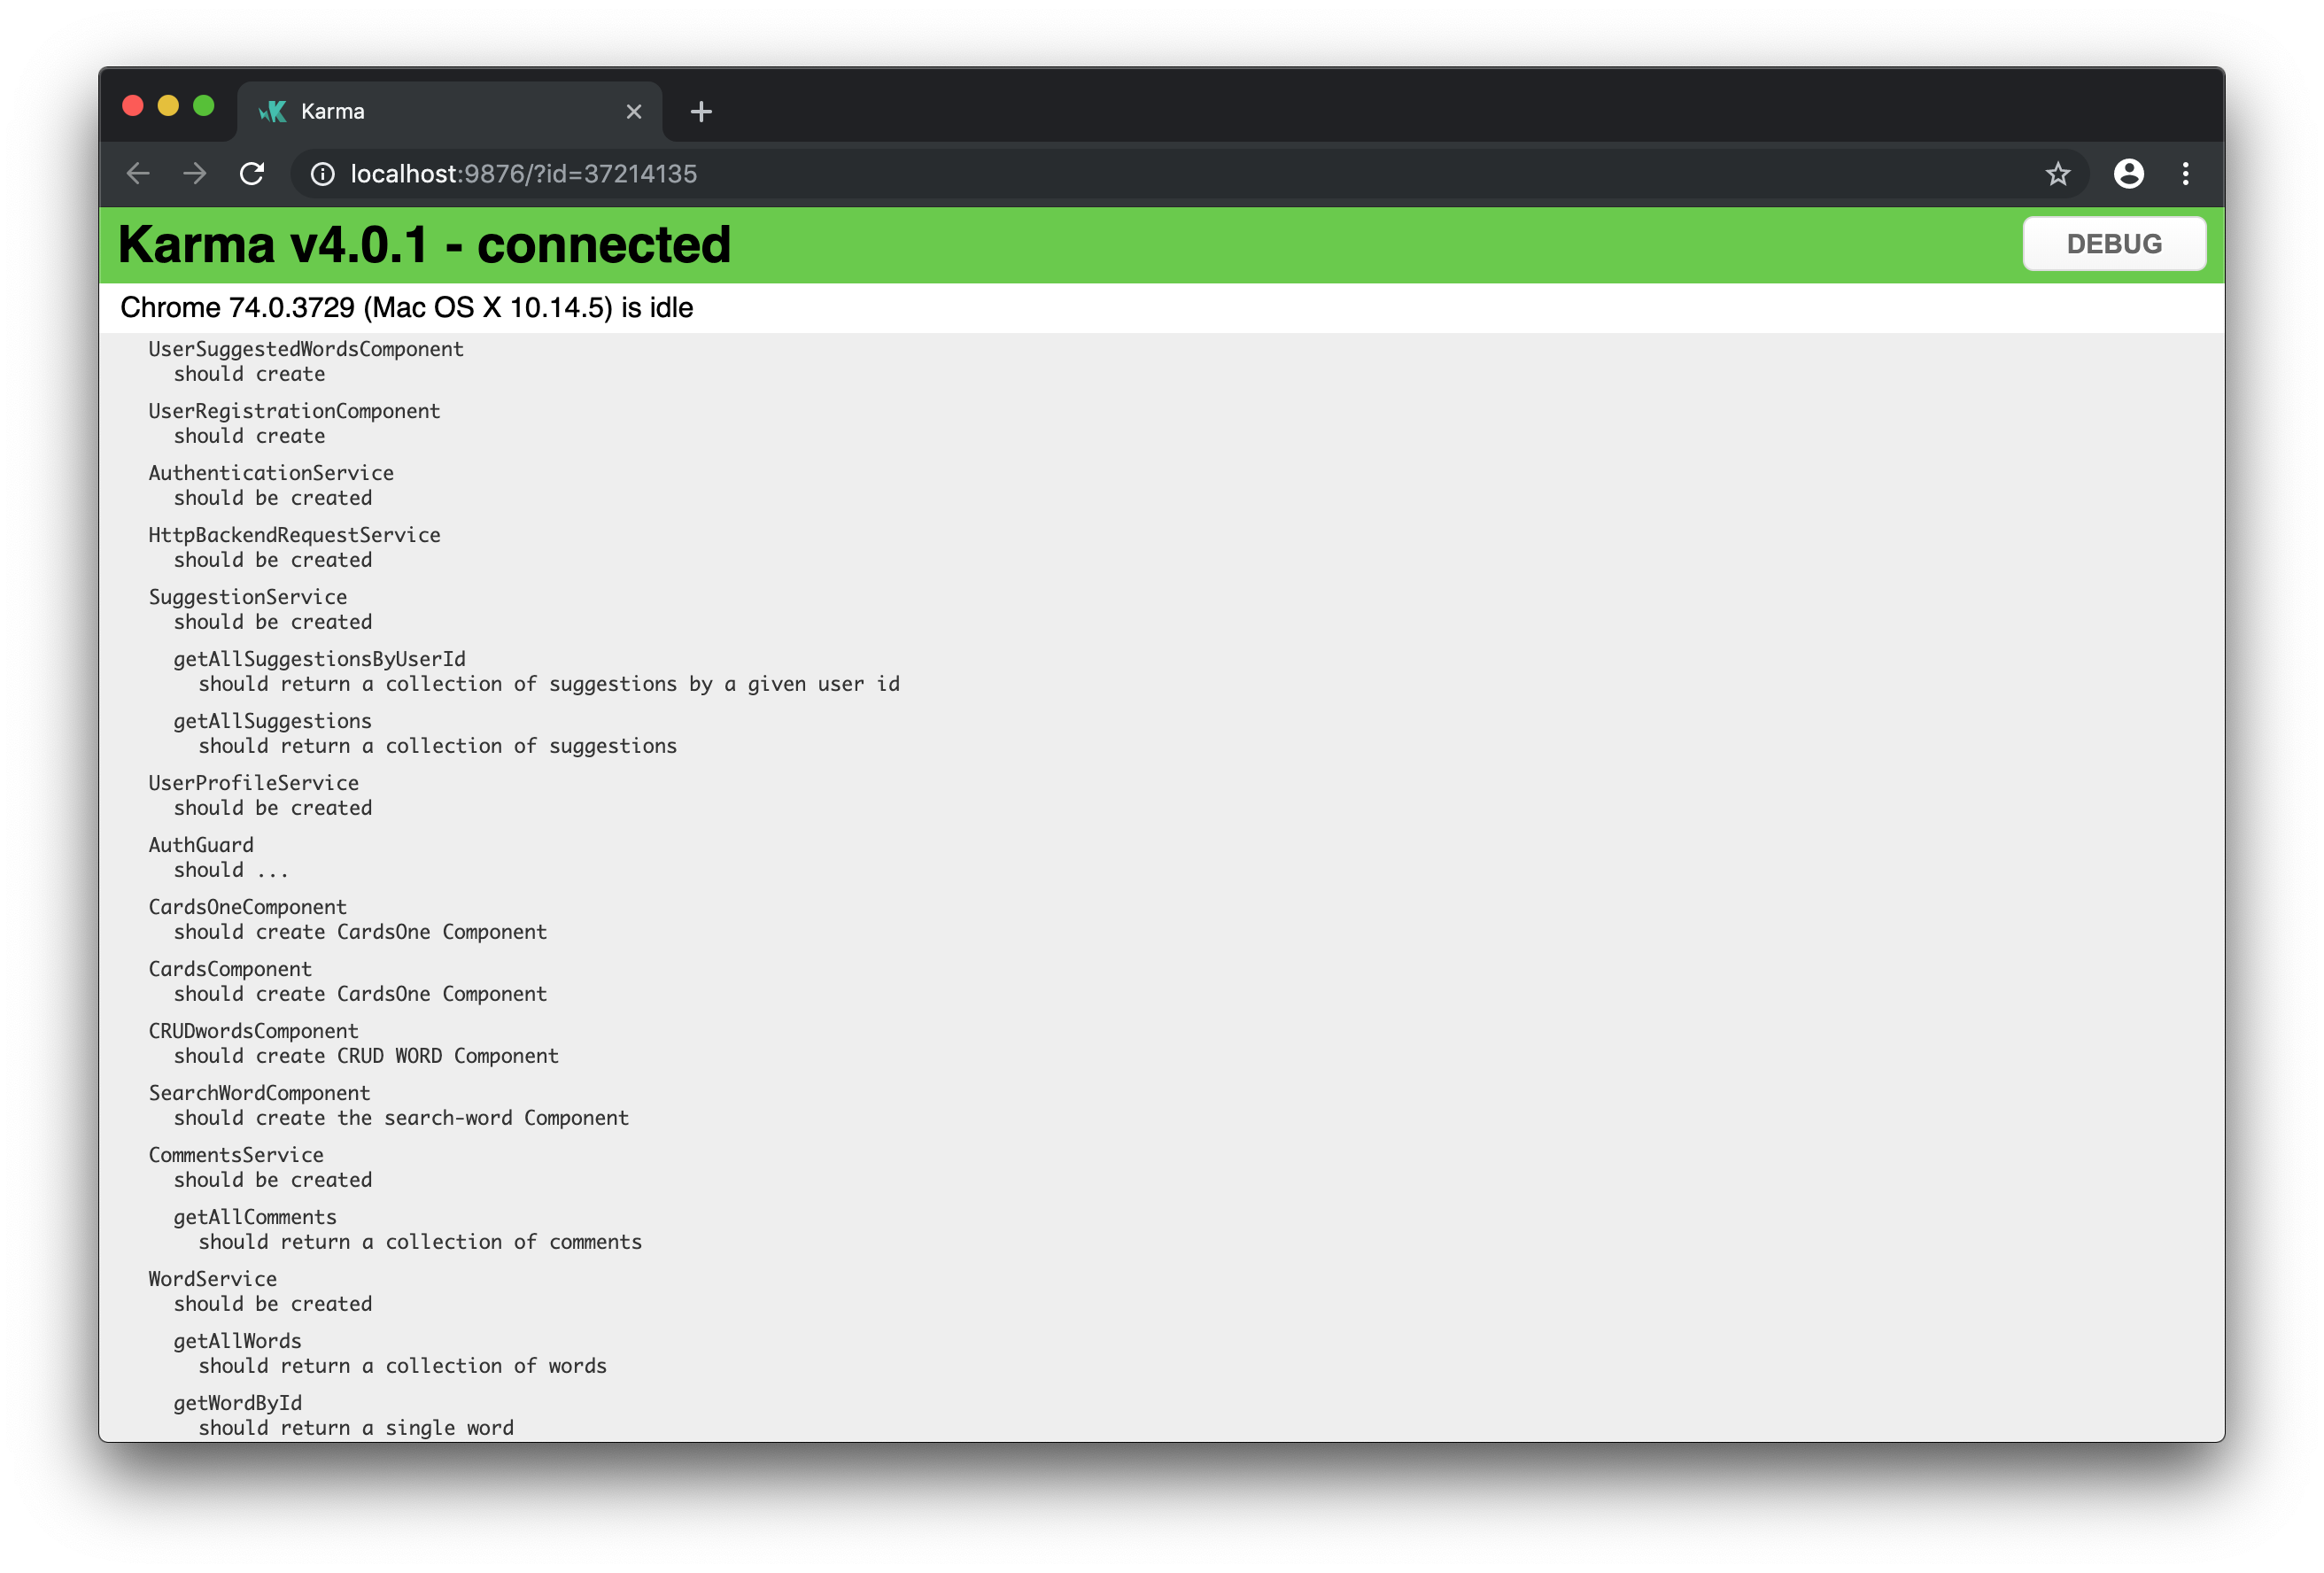 Karma
localhost:9876/?id=37214135
Karma v4.0.1 - connected
DEBUG
Chrome 74.0.3729 (Mac OS X 10.14.5) is idle
UserSuggestedWordsComponent
should create
UserRegistrationComponent
should create
AuthenticationService
should be created
HttpBackendRequestService
should be created
SuggestionService
should be created
getAllSuggestionsByUserId
should return a collection of suggestions by a given user id
getAllSuggestions
should return a collection of suggestions
UserProfileService
should be created
AuthGuard
should ...
CardsOneComponent
should create CardsOne Component
CardsComponent
should create CardsOne Component
CRUDwordsComponent
should create CRUD WORD Component
SearchWordComponent
should create the search-word Component
CommentsService
should be created
getAllComments
should return a collection of comments
WordService
should be created
getAllWords
should return a collection of words
getWordById
should return a single word